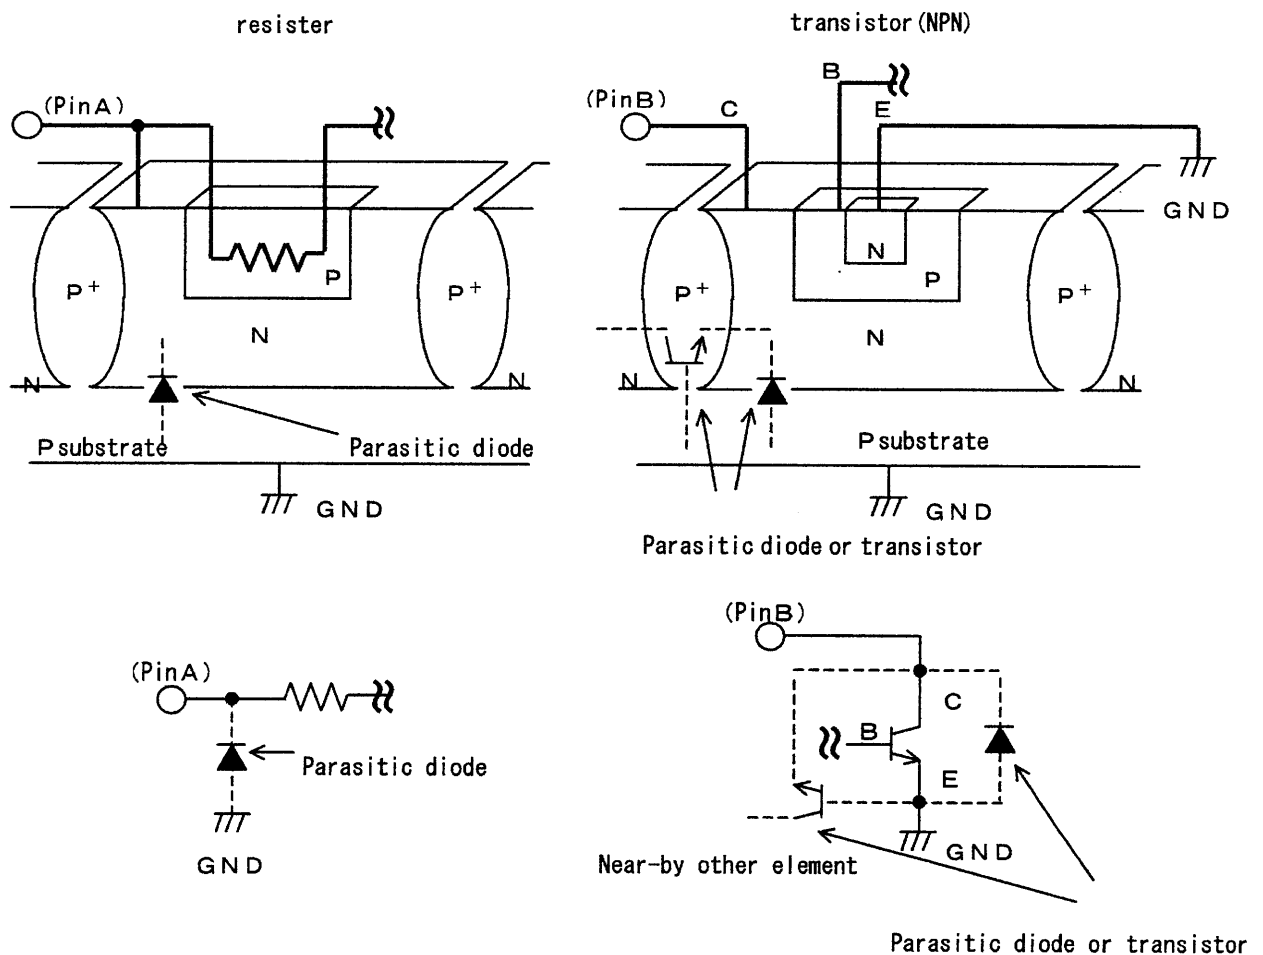 resister
transistor(NPN)
(PinA)
(PinB)
C
B
E
GND
P+
P
P+
N
N
N
P substrate
Parasitic diode
GND
P+
N
P
P+
N
N
N
P substrate
GND
Parasitic diode or transistor
(PinA)
Parasitic diode
GND
(PinB)
C
B
E
GND
Near-by other element
Parasitic diode or transistor